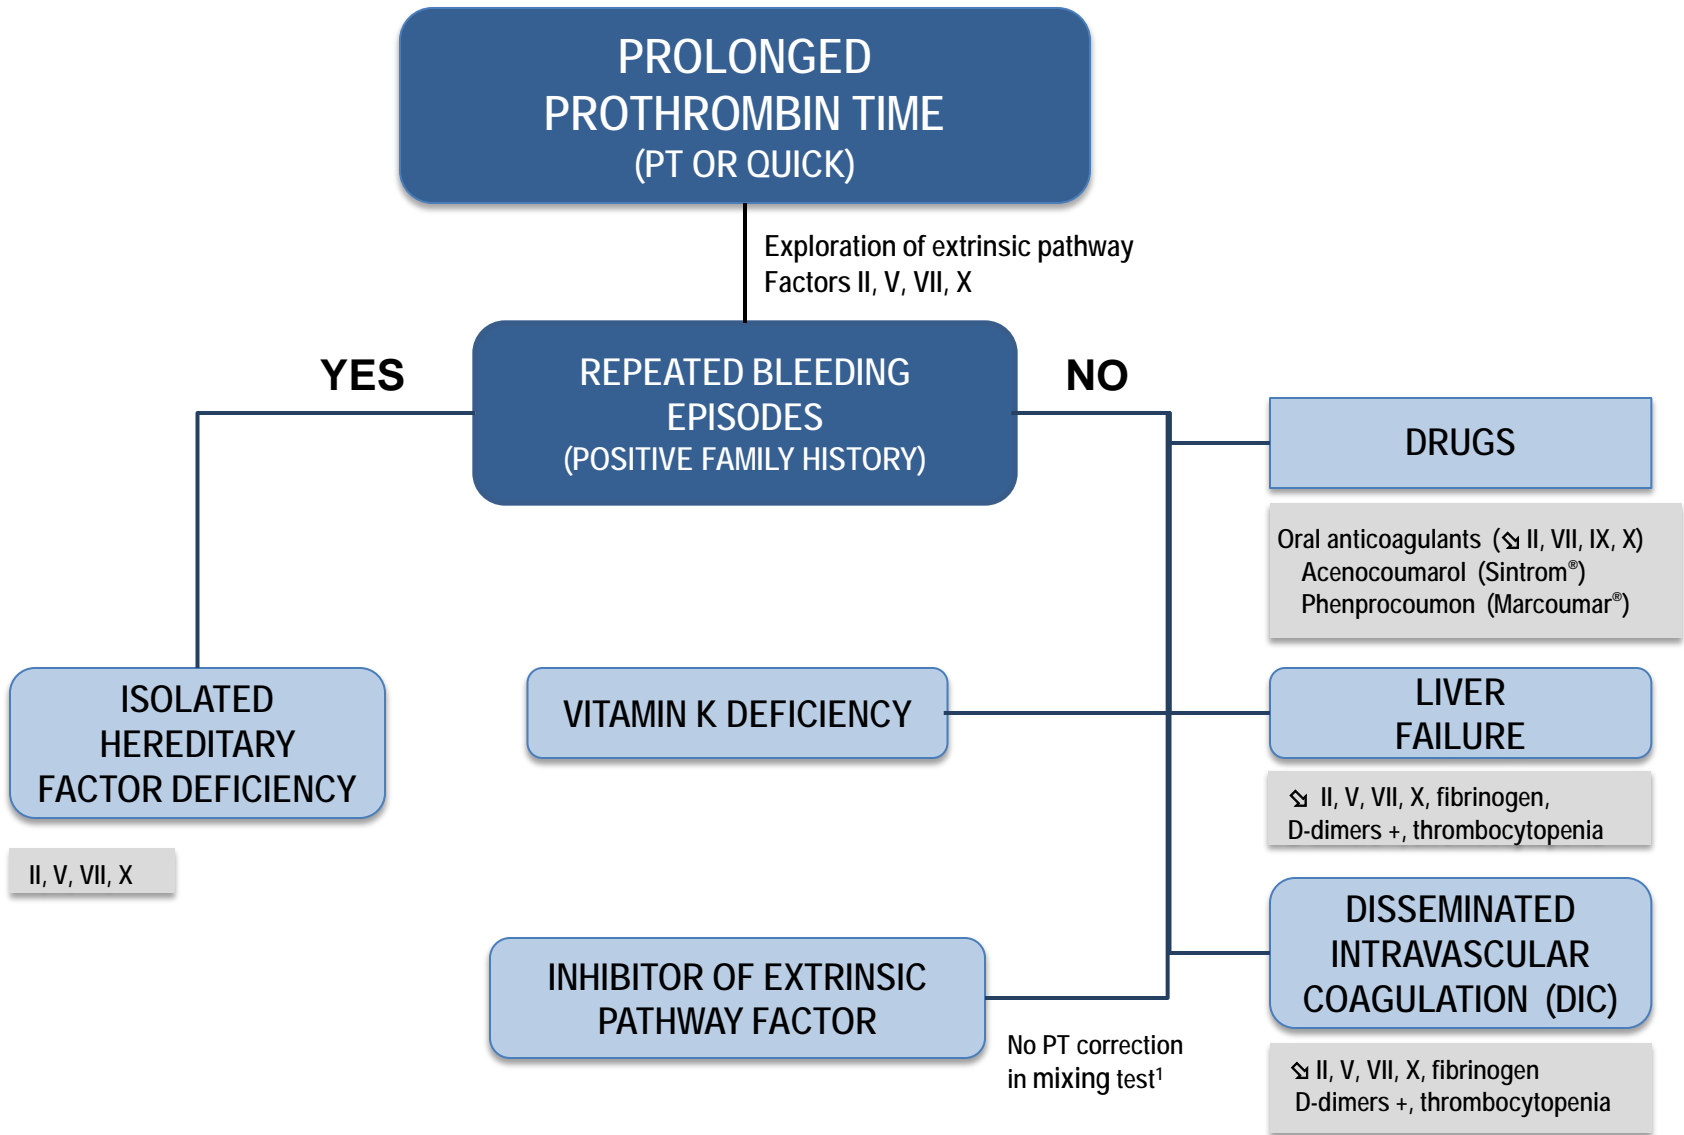 PROLONGED
PROTHROMBIN TIME
(PT OR QUICK)
Exploration of extrinsic pathway
Factors II, V, VII, X
YES
REPEATED BLEEDING
EPISODES
(POSITIVE FAMILY HISTORY)
NO
DRUGS
Oral anticoagulants (⬂ II, VII, IX, X)
Acenocoumarol (Sintrom®)
Phenprocoumon (Marcoumar®)
ISOLATED
HEREDITARY
FACTOR DEFICIENCY
II, V, VII, X
VITAMIN K DEFICIENCY
LIVER
FAILURE
⬂ II, V, VII, X, fibrinogen,
D-dimers +, thrombocytopenia
INHIBITOR OF EXTRINSIC
PATHWAY FACTOR
No PT correction
in mixing test¹
DISSEMINATED
INTRAVASCULAR
COAGULATION (DIC)
⬂ II, V, VII, X, fibrinogen
D-dimers +, thrombocytopenia